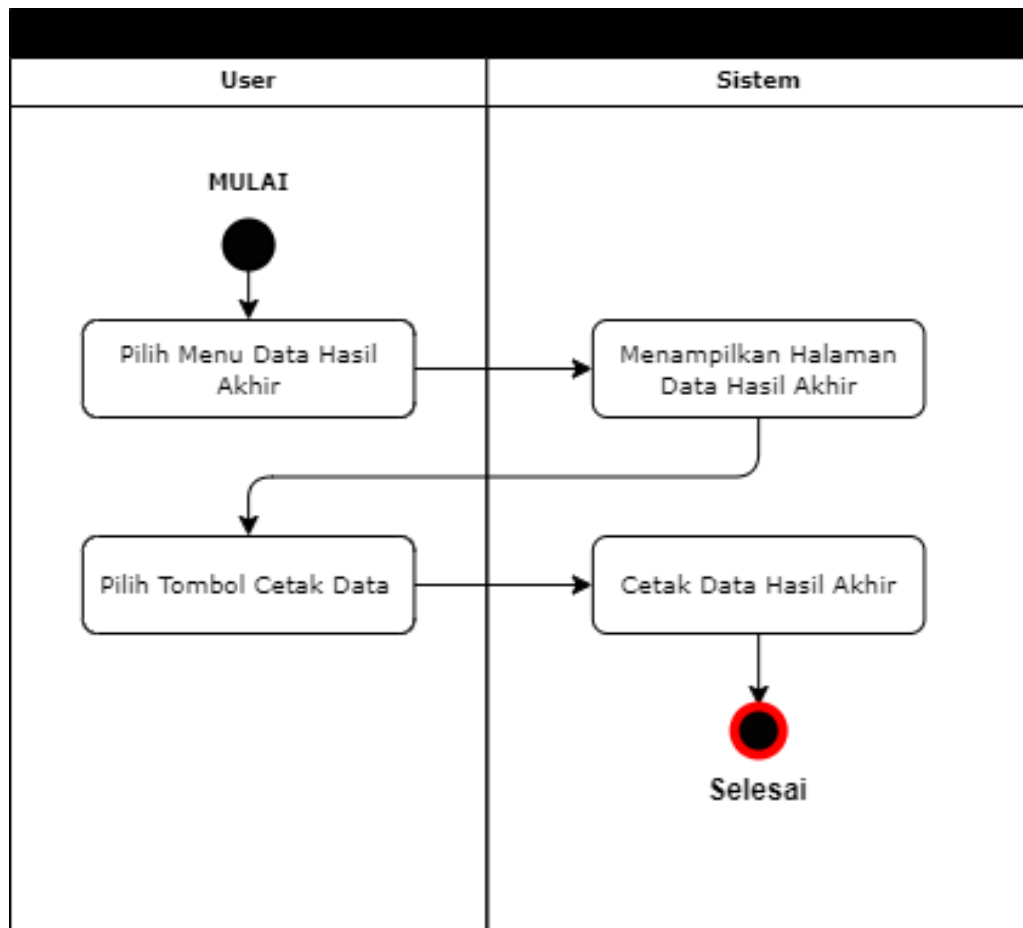 User
Sistem
MULAI
Pilih Menu Data Hasil
Akhir
Menampilkan Halaman
Data Hasil Akhir
Pilih Tombol Cetak Data
Cetak Data Hasil Akhir
Selesai